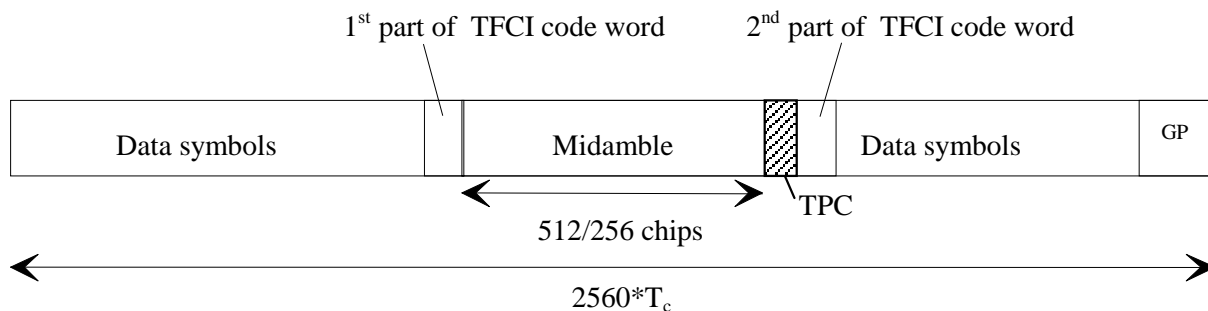 1st part of TFCI code word
2nd part of TFCI code word
Data symbols
Midamble
Data symbols
GP
TPC
512/256 chips
2560*Tc